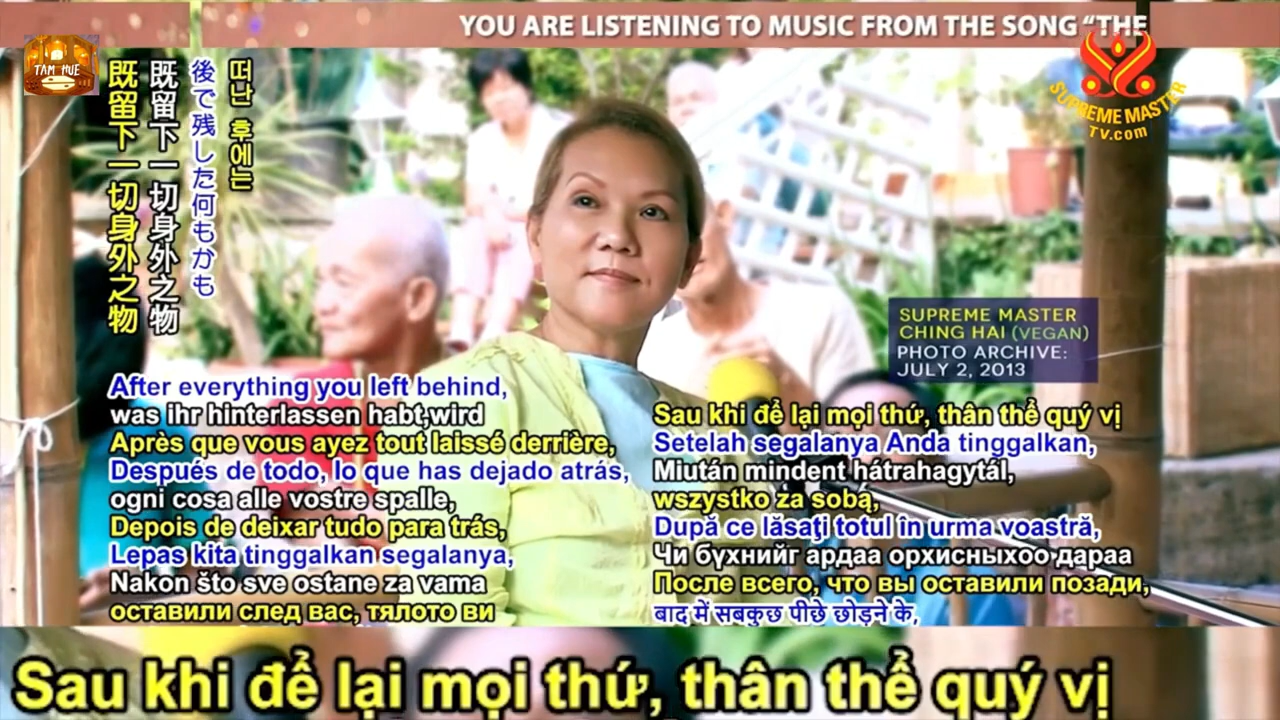 YOU ARE LISTENING TO MUSIC FROM THE SONG “THE
TAM HUE
SUPREME MASTER
TV.com
떠난 후에는
後で残した何もかも
既留下一切身外之物
既留下一切身外之物
SUPREME MASTER
CHING HAI (VEGAN)
PHOTO ARCHIVE:
JULY 2, 2013
After everything you left behind,
was ihr hinterlassen habt,wird
Après que vous ayez tout laissé derrière,
Después de todo, lo que has dejado atrás,
ogni cosa alle vostre spalle,
Depois de deixar tudo para trás,
Lepas kita tinggalkan segalanya,
Nakon što sve ostane za vama
оставили след вас, тялото ви
Sau khi để lại mọi thứ, thân thể quý vị
Setelah segalanya Anda tinggalkan,
Miután mindent hátrahagytál,
wszystko za sobą,
După ce lăsaţi totul în urma voastră,
Чи бүхнийг ардаа орхисныхоо дараа
После всего, что вы оставили позади,
बाद में सबकुछ पीछे छोड़ने के,
Sau khi để lại mọi thứ, thân thể quý vị